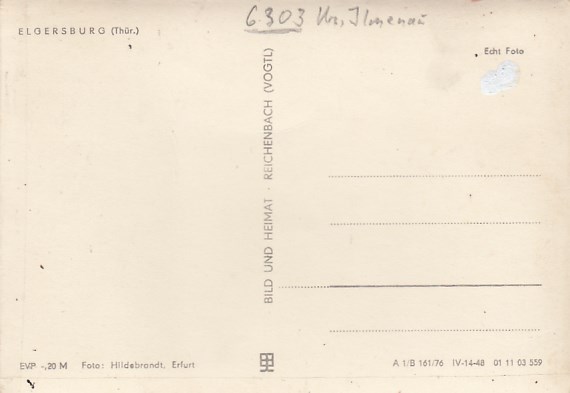 6303 Kr. Ilmenau
ELGERSBURG (Thür.)
Echt Foto
BILD UND HEIMAT · REICHENBACH (VOGTL)
EVP -,20 M Foto: Hildebrandt, Erfurt
A 1/B 161/76 IV-14-48 01 11 03 559